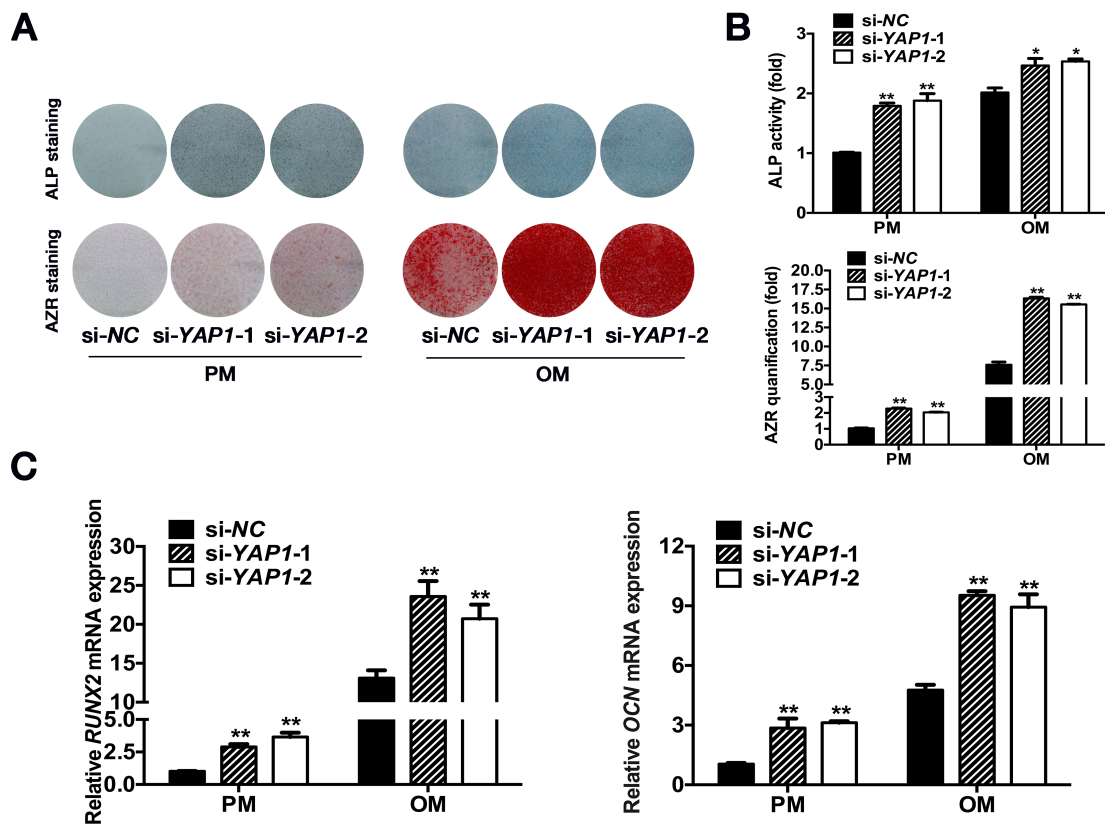 A
ALP staining
AZR staining
si-NC si-YAP1-1 si-YAP1-2
PM
si-NC si-YAP1-1 si-YAP1-2
OM
B
si-NC
si-YAP1-1
si-YAP1-2
ALP activity (fold)
3
2
1
0
** **
* *
PM OM
si-NC
si-YAP1-1
si-YAP1-2
AZR quanification (fold)
20.0
17.5
15.0
12.5
10.0
7.5
5.0
3
2
1
0
** **
** **
PM OM
C
si-NC
si-YAP1-1
si-YAP1-2
Relative RUNX2 mRNA expression
30
25
20
15
10
5.0
2.5
0.0
** **
** **
PM OM
si-NC
si-YAP1-1
si-YAP1-2
Relative OCN mRNA expression
12
9
6
3
0
** **
** **
PM OM